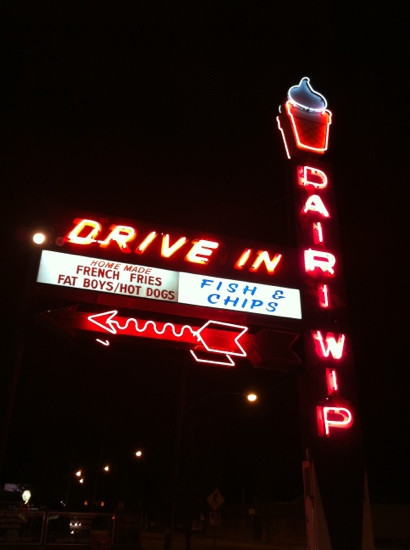 DRIVE IN
HOME MADE
FRENCH FRIES
FAT BOYS/HOT DOGS
FISH &
CHIPS
DAIRI WIP